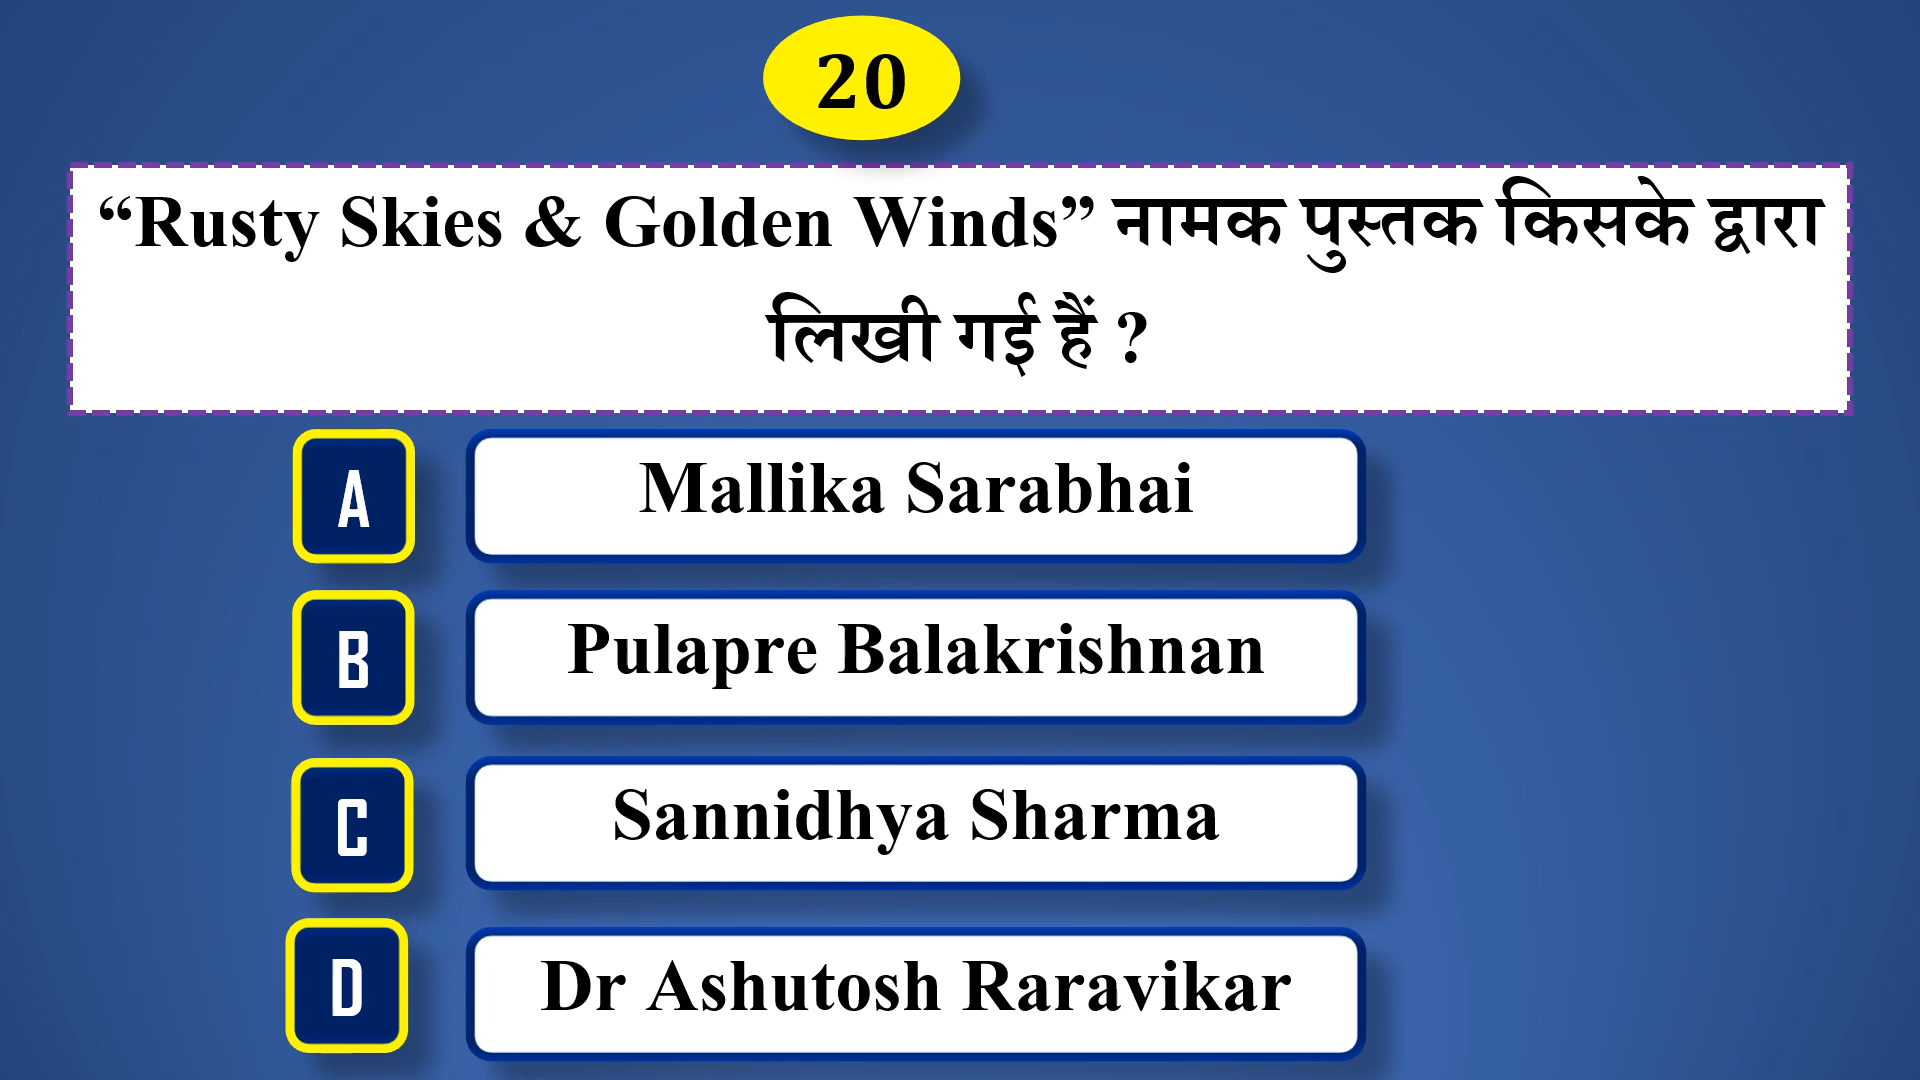 20
“Rusty Skies & Golden Winds” नामक पुस्तक किसके द्वारा
लिखी गई हैं ?
A Mallika Sarabhai
B Pulapre Balakrishnan
C Sannidhya Sharma
D Dr Ashutosh Raravikar